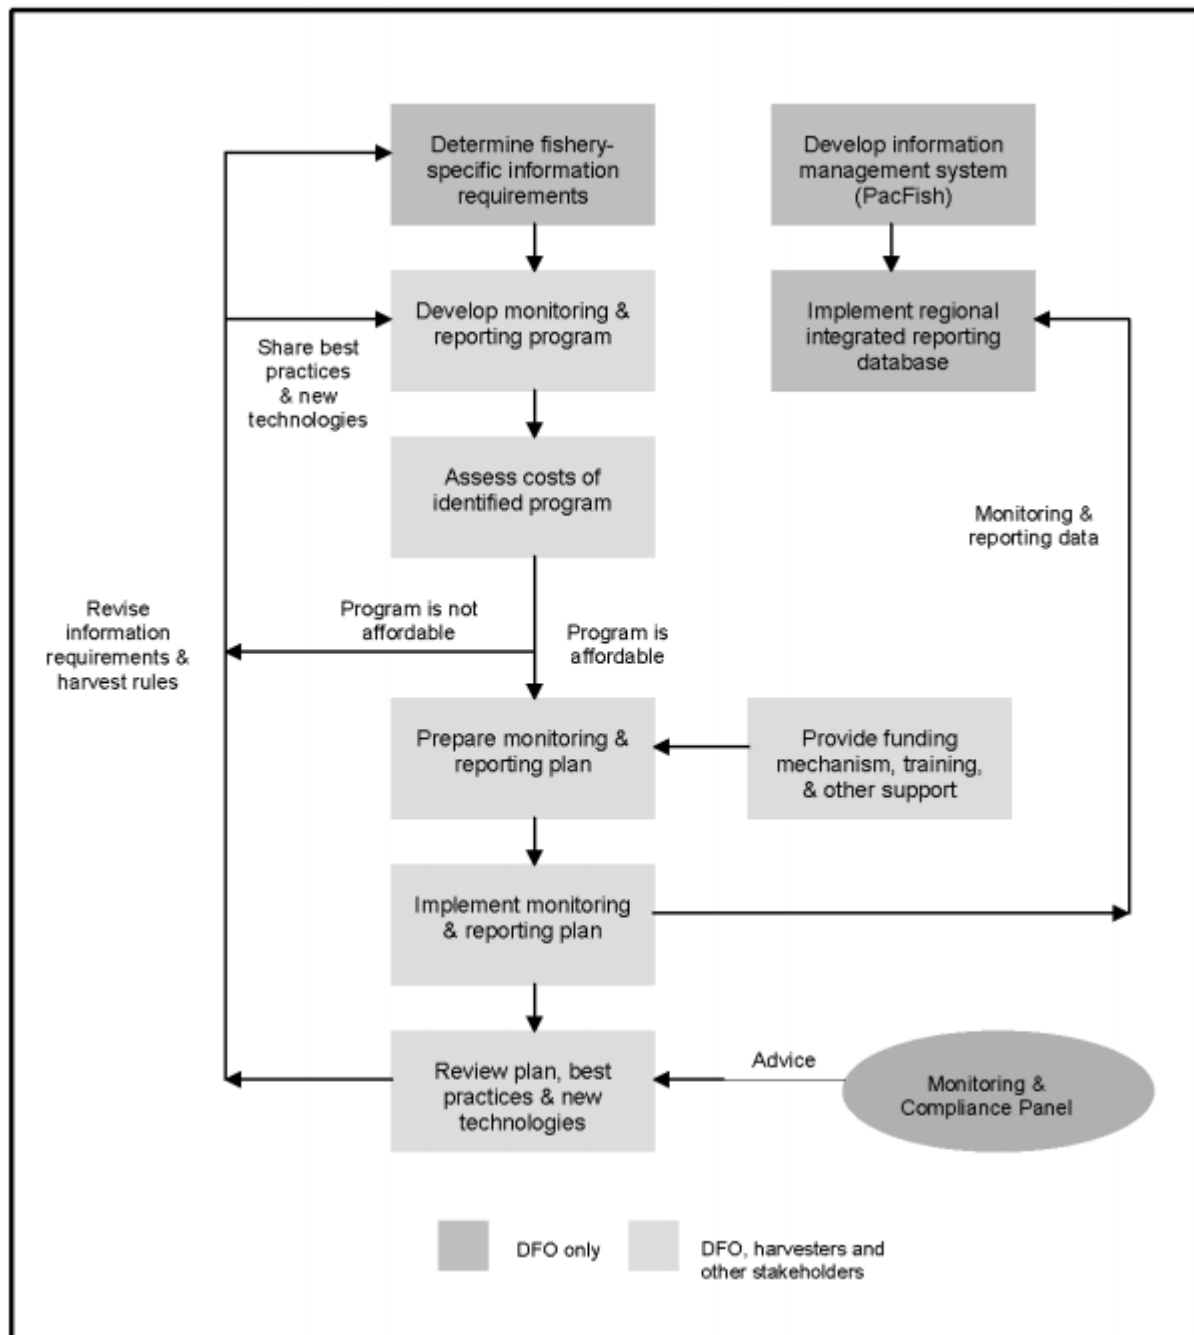 Determine fishery-
specific information
requirements
Develop information
management system
(PacFish)
Develop monitoring &
reporting program
Implement regional
integrated reporting
database
Share best
practices
& new
technologies
Assess costs of
identified program
Monitoring &
reporting data
Revise
information
requirements &
harvest rules
Program is not
affordable
Program is
affordable
Prepare monitoring &
reporting plan
Provide funding
mechanism, training,
& other support
Implement monitoring
& reporting plan
Review plan, best
practices & new
technologies
Advice
Monitoring &
Compliance Panel
DFO only
DFO, harvesters and
other stakeholders